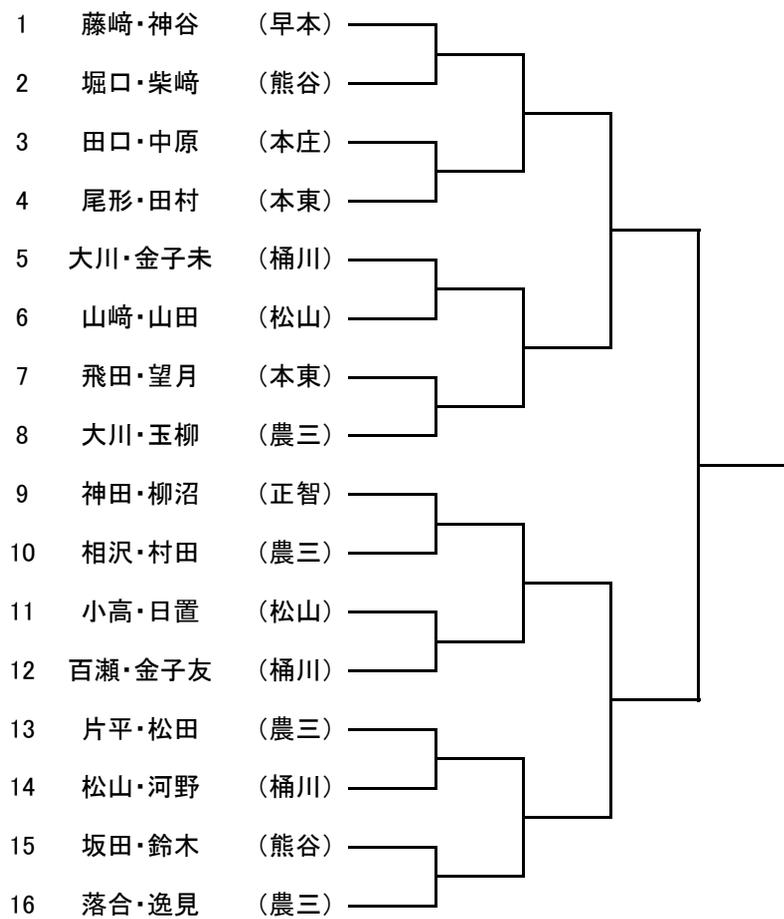 1 藤﨑・神谷 （早本）
2 堀口・柴﨑 （熊谷）
3 田口・中原 （本庄）
4 尾形・田村 （本東）
5 大川・金子未 （桶川）
6 山﨑・山田 （松山）
7 飛田・望月 （本東）
8 大川・玉柳 （農三）
9 神田・柳沼 （正智）
10 相沢・村田 （農三）
11 小高・日置 （松山）
12 百瀬・金子友 （桶川）
13 片平・松田 （農三）
14 松山・河野 （桶川）
15 坂田・鈴木 （熊谷）
16 落合・逸見 （農三）